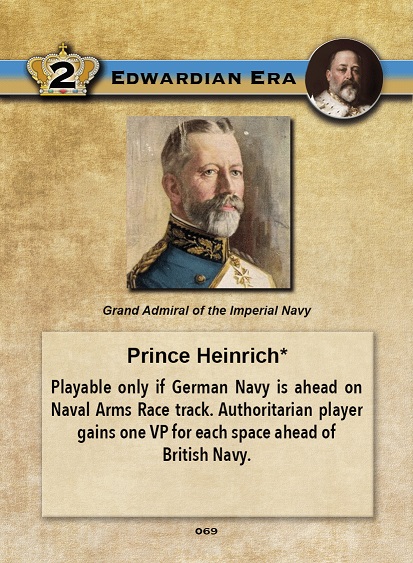 2 EDWARDIAN ERA
Grand Admiral of the Imperial Navy
Prince Heinrich*
Playable only if German Navy is ahead on
Naval Arms Race track. Authoritarian player
gains one VP for each space ahead of
British Navy.
069